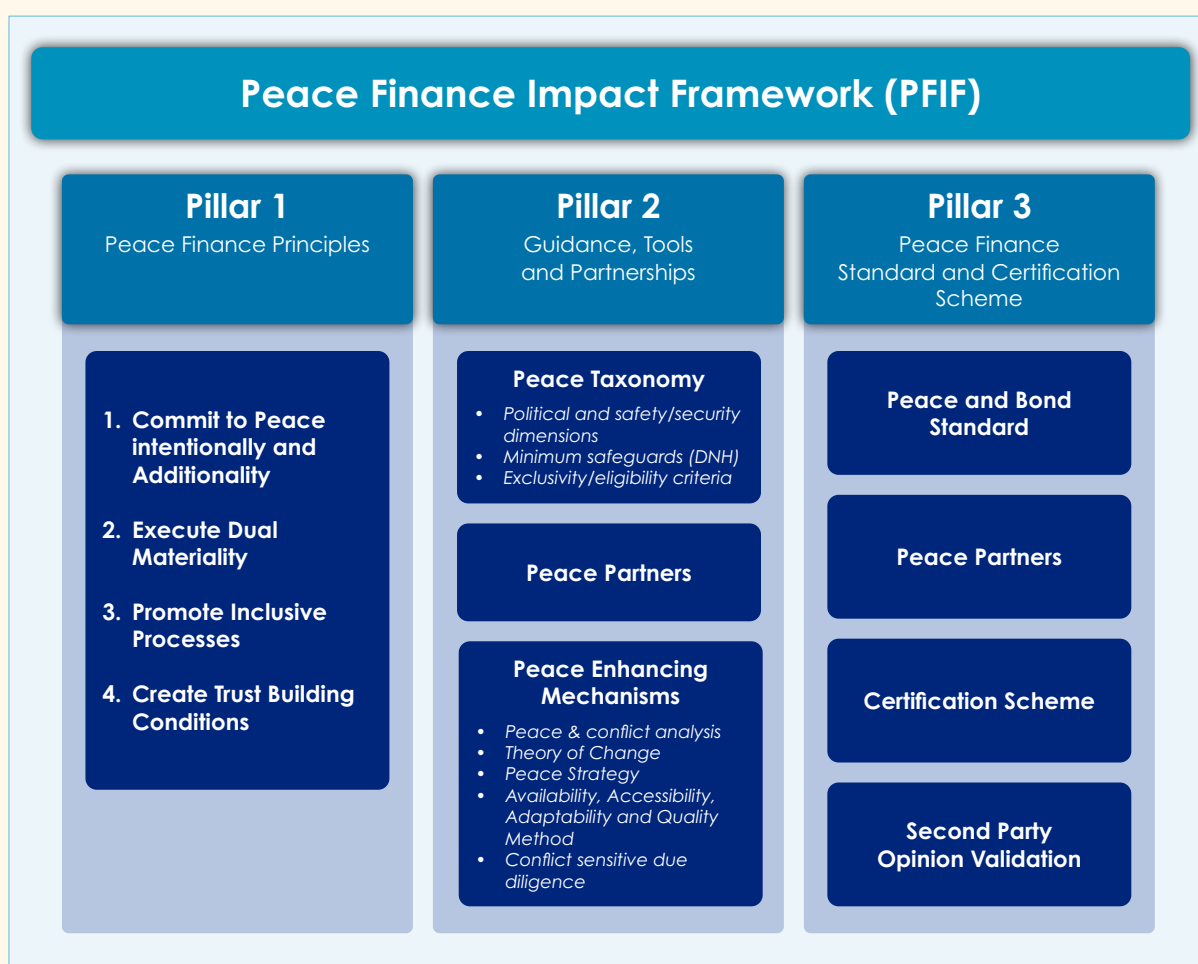 Peace Finance Impact Framework (PFIF)
Pillar 1
Peace Finance Principles
1. Commit to Peace
intentionally and
Additionality
2. Execute Dual
Materiality
3. Promote Inclusive
Processes
4. Create Trust Building
Conditions
Pillar 2
Guidance, Tools
and Partnerships
Peace Taxonomy
• Political and safety/security
dimensions
• Minimum safeguards (DNH)
• Exclusivity/eligibility criteria
Peace Partners
Peace Enhancing
Mechanisms
• Peace & conflict analysis
• Theory of Change
• Peace Strategy
• Availability, Accessibility,
Adaptability and Quality
Method
• Conflict sensitive due
diligence
Pillar 3
Peace Finance
Standard and Certification
Scheme
Peace and Bond
Standard
Peace Partners
Certification Scheme
Second Party
Opinion Validation